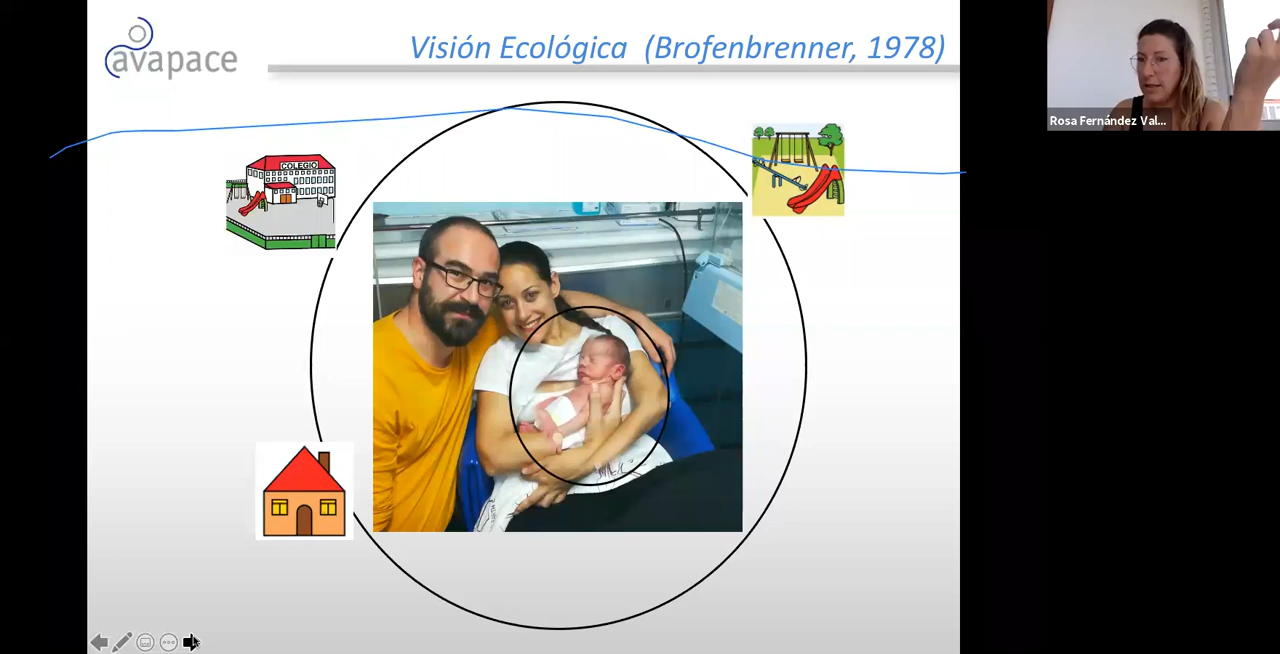 avapace
Visión Ecológica (Brofenbrenner, 1978)
Rosa Fernández Val...
COLEGIO